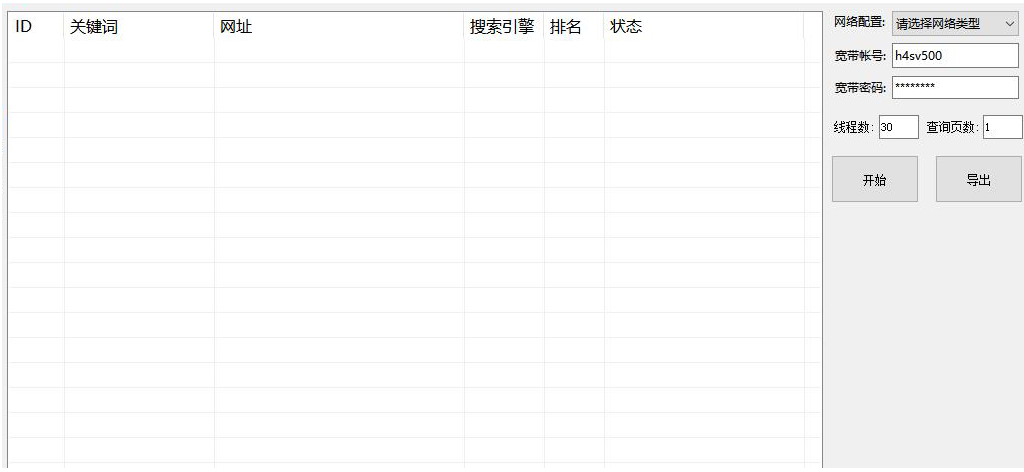 ID 关键词 网址 搜索引擎 排名 状态
网络配置: 请选择网络类型
宽带帐号: h4sv500
宽带密码: ********
线程数: 30 查询页数: 1
开始 导出